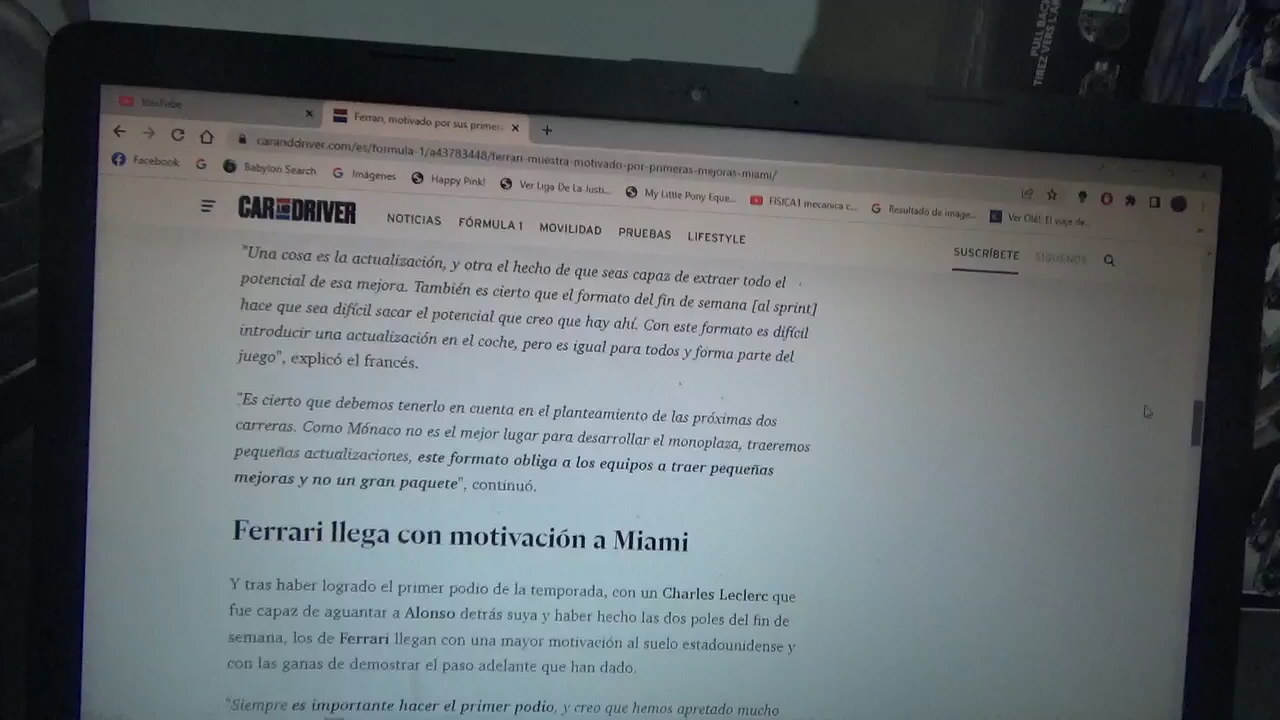 PULL BAC
TIREZ VERS L'A
YouTube
Ferrari, motivado por sus primer
caranddriver.com/es/formula-1/a43783448/ferrari-muestra-motivado-por-primeras-mejoras-miami/
Facebook Babylon Search Imágenes Happy Pink! Ver Liga De La Justi... My Little Pony Eque... FISICA1 mecanica c... Resultado de image... Ver Olé! El viaje de...
CAR AND DRIVER NOTICIAS FÓRMULA 1 MOVILIDAD PRUEBAS LIFESTYLE SUSCRÍBETE SÍGUENOS
"Una cosa es la actualización, y otra el hecho de que seas capaz de extraer todo el
potencial de esa mejora. También es cierto que el formato del fin de semana [al sprint]
hace que sea difícil sacar el potencial que creo que hay ahí. Con este formato es difícil
introducir una actualización en el coche, pero es igual para todos y forma parte del
juego", explicó el francés.
"Es cierto que debemos tenerlo en cuenta en el planteamiento de las próximas dos
carreras. Como Mónaco no es el mejor lugar para desarrollar el monoplaza, traeremos
pequeñas actualizaciones, este formato obliga a los equipos a traer pequeñas
mejoras y no un gran paquete", continuó.
Ferrari llega con motivación a Miami
Y tras haber logrado el primer podio de la temporada, con un Charles Leclerc que
fue capaz de aguantar a Alonso detrás suya y haber hecho las dos poles del fin de
semana, los de Ferrari llegan con una mayor motivación al suelo estadounidense y
con las ganas de demostrar el paso adelante que han dado.
"Siempre es importante hacer el primer podio, y creo que hemos apretado mucho